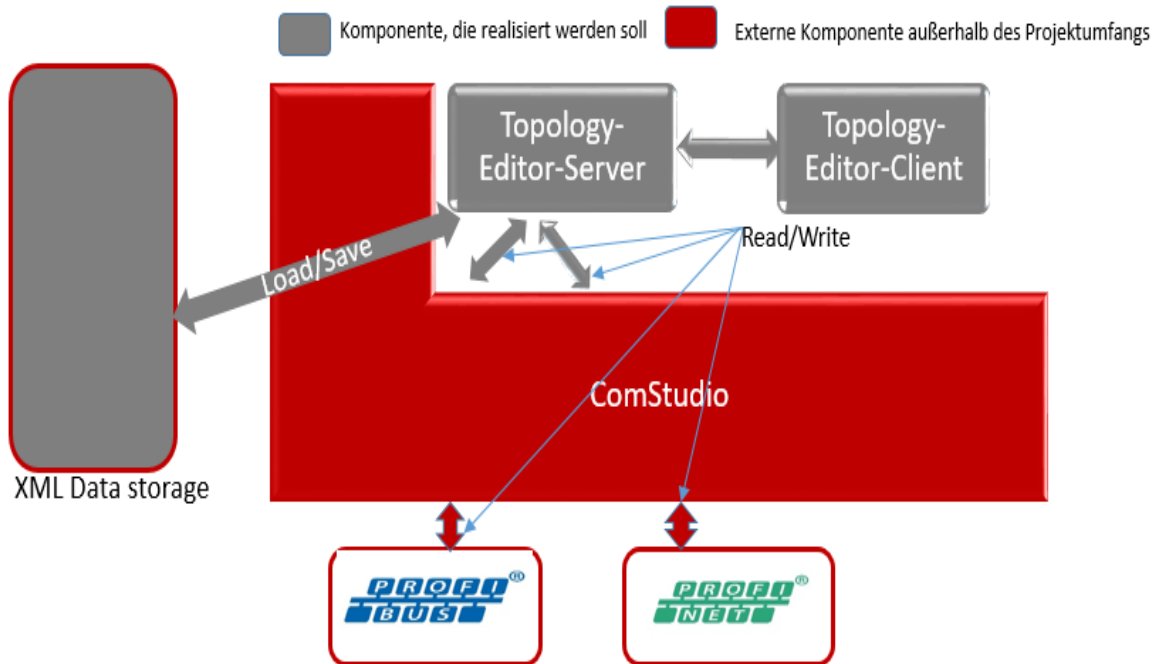 Komponente, die realisiert werden soll
Externe Komponente außerhalb des Projektumfangs
Topology-
Editor-Server
Topology-
Editor-Client
Read/Write
Load/Save
ComStudio
XML Data storage
PROFI®
BUS
PROFI®
NET